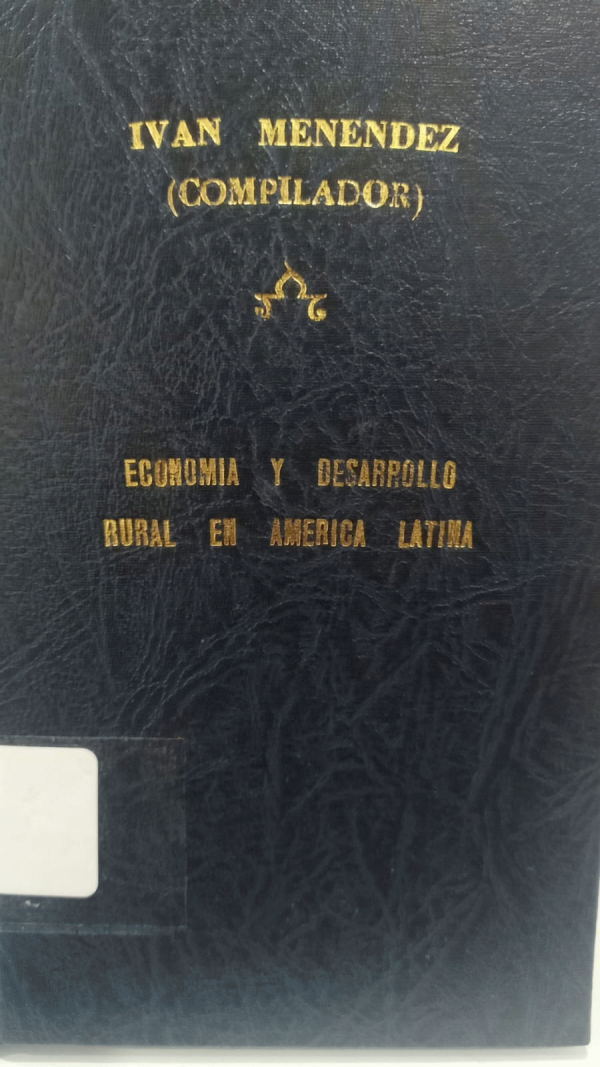 IVAN MENENDEZ
(COMPILADOR)
ECONOMIA Y DESARROLLO
RURAL EN AMERICA LATINA